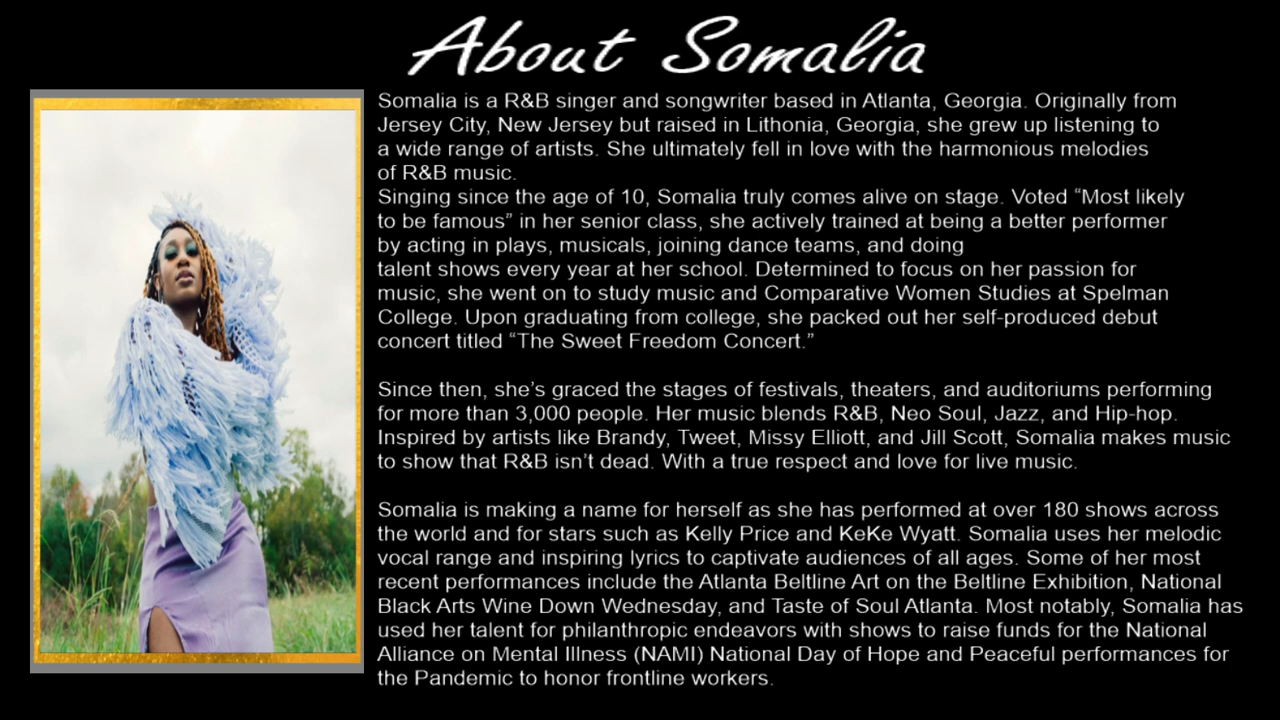 About Somalia
Somalia is a R&B singer and songwriter based in Atlanta, Georgia. Originally from
Jersey City, New Jersey but raised in Lithonia, Georgia, she grew up listening to
a wide range of artists. She ultimately fell in love with the harmonious melodies
of R&B music.
Singing since the age of 10, Somalia truly comes alive on stage. Voted “Most likely
to be famous” in her senior class, she actively trained at being a better performer
by acting in plays, musicals, joining dance teams, and doing
talent shows every year at her school. Determined to focus on her passion for
music, she went on to study music and Comparative Women Studies at Spelman
College. Upon graduating from college, she packed out her self-produced debut
concert titled “The Sweet Freedom Concert.”
Since then, she’s graced the stages of festivals, theaters, and auditoriums performing
for more than 3,000 people. Her music blends R&B, Neo Soul, Jazz, and Hip-hop.
Inspired by artists like Brandy, Tweet, Missy Elliott, and Jill Scott, Somalia makes music
to show that R&B isn’t dead. With a true respect and love for live music.
Somalia is making a name for herself as she has performed at over 180 shows across
the world and for stars such as Kelly Price and KeKe Wyatt. Somalia uses her melodic
vocal range and inspiring lyrics to captivate audiences of all ages. Some of her most
recent performances include the Atlanta Beltline Art on the Beltline Exhibition, National
Black Arts Wine Down Wednesday, and Taste of Soul Atlanta. Most notably, Somalia has
used her talent for philanthropic endeavors with shows to raise funds for the National
Alliance on Mental Illness (NAMI) National Day of Hope and Peaceful performances for
the Pandemic to honor frontline workers.